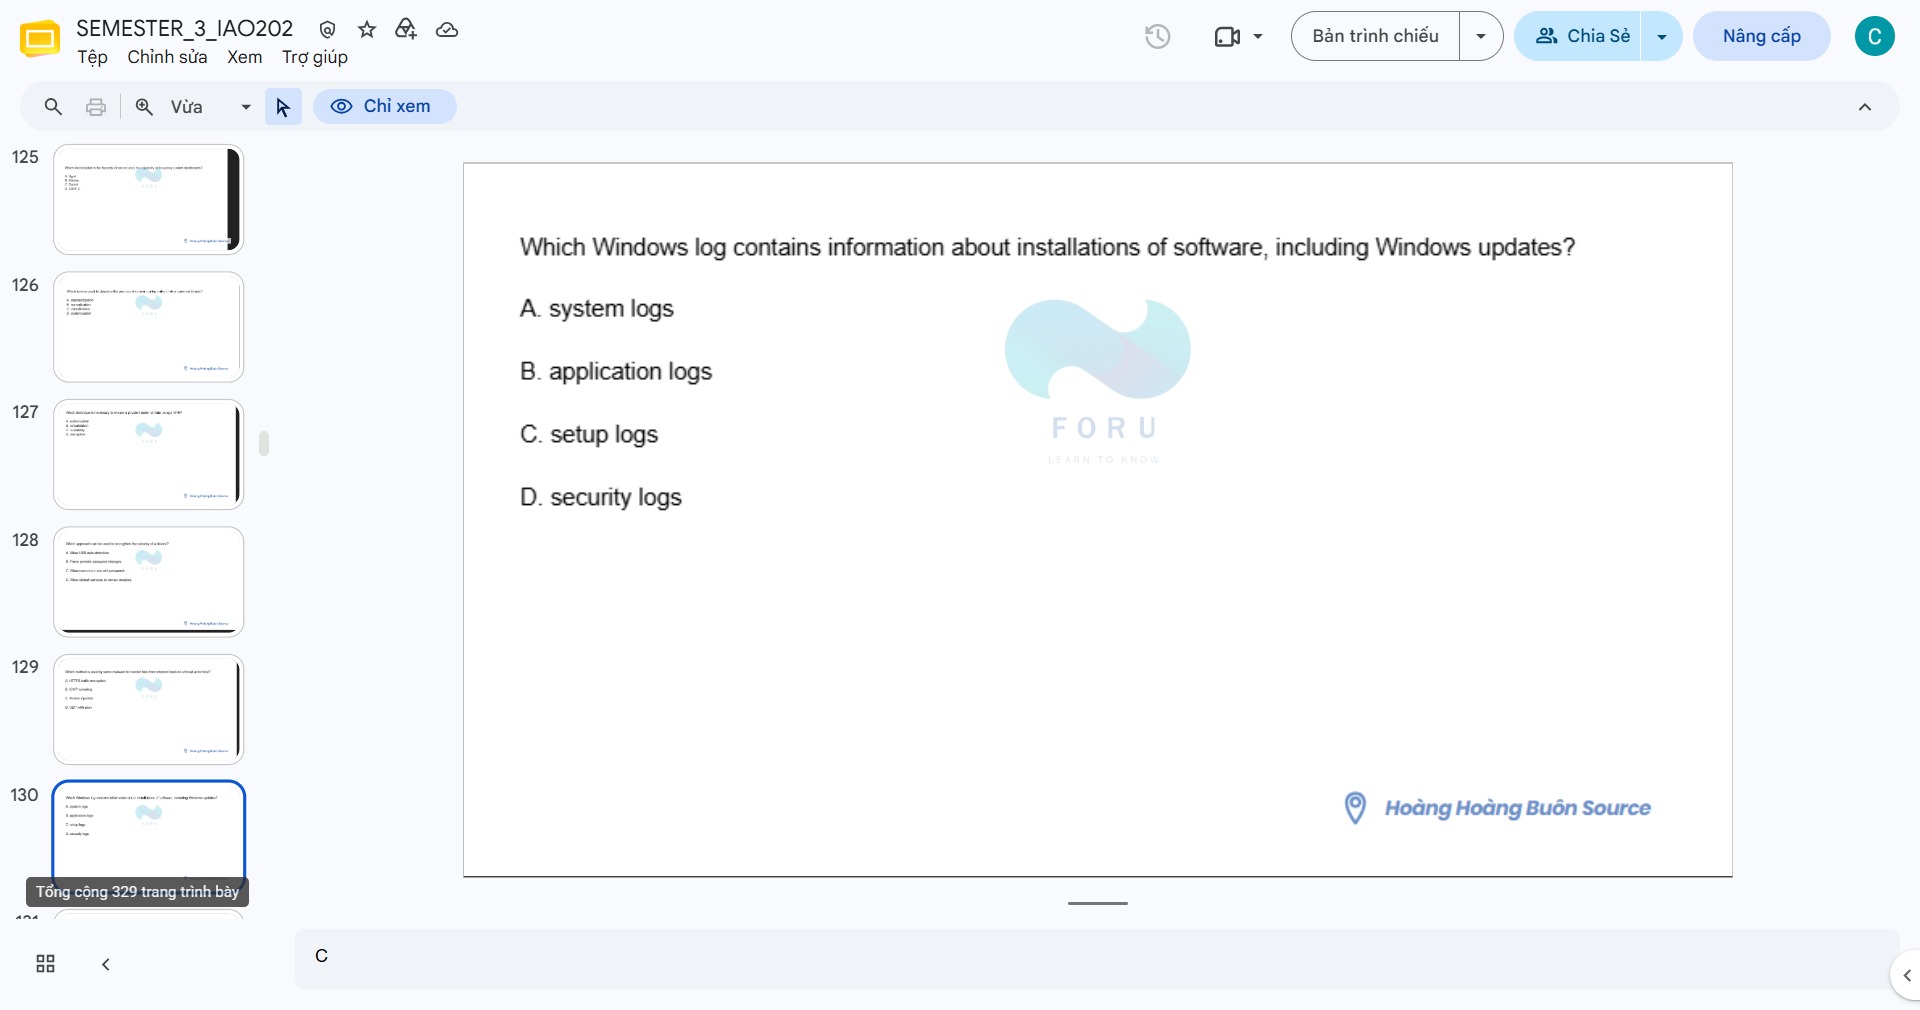 SEMESTER_3_IAO202
Tệp Chỉnh sửa Xem Trợ giúp
Bản trình chiếu
Chia Sẻ
Nâng cấp
C
Vừa
Chỉ xem
125
126
127
128
129
130
Tổng cộng 329 trang trình bày
131
Which Windows log contains information about installations of software, including Windows updates?
A. system logs
B. application logs
C. setup logs
D. security logs
FORU
LEARN TO KNOW
Hoàng Hoàng Buôn Source
C